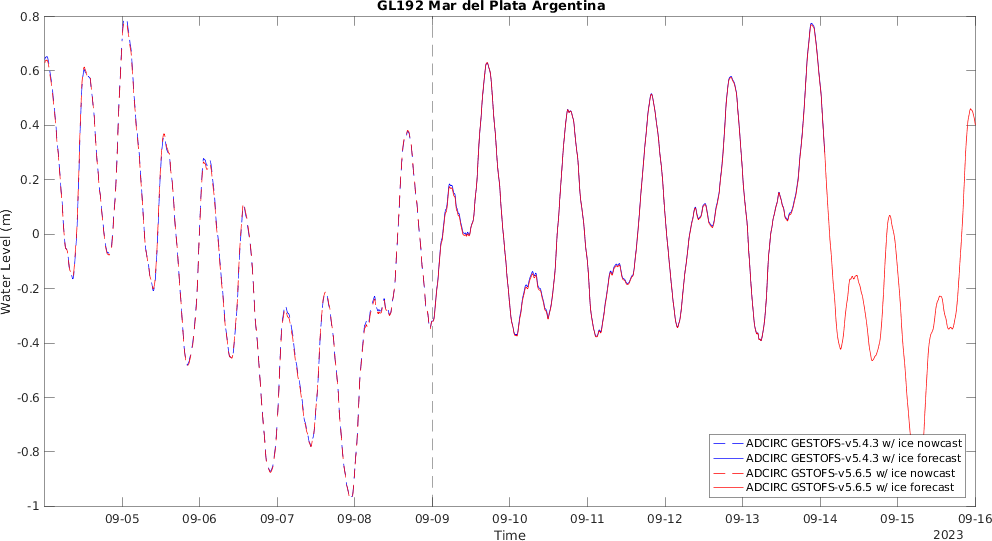 GL192 Mar del Plata Argentina
Water Level (m)
0.8
0.6
0.4
0.2
0
-0.2
-0.4
-0.6
-0.8
-1
ADCIRC GESTOFS-v5.4.3 w/ ice nowcast
ADCIRC GESTOFS-v5.4.3 w/ ice forecast
ADCIRC GSTOFS-v5.6.5 w/ ice nowcast
ADCIRC GSTOFS-v5.6.5 w/ ice forecast
09-05 09-06 09-07 09-08 09-09 09-10 09-11 09-12 09-13 09-14 09-15 09-16
Time
2023